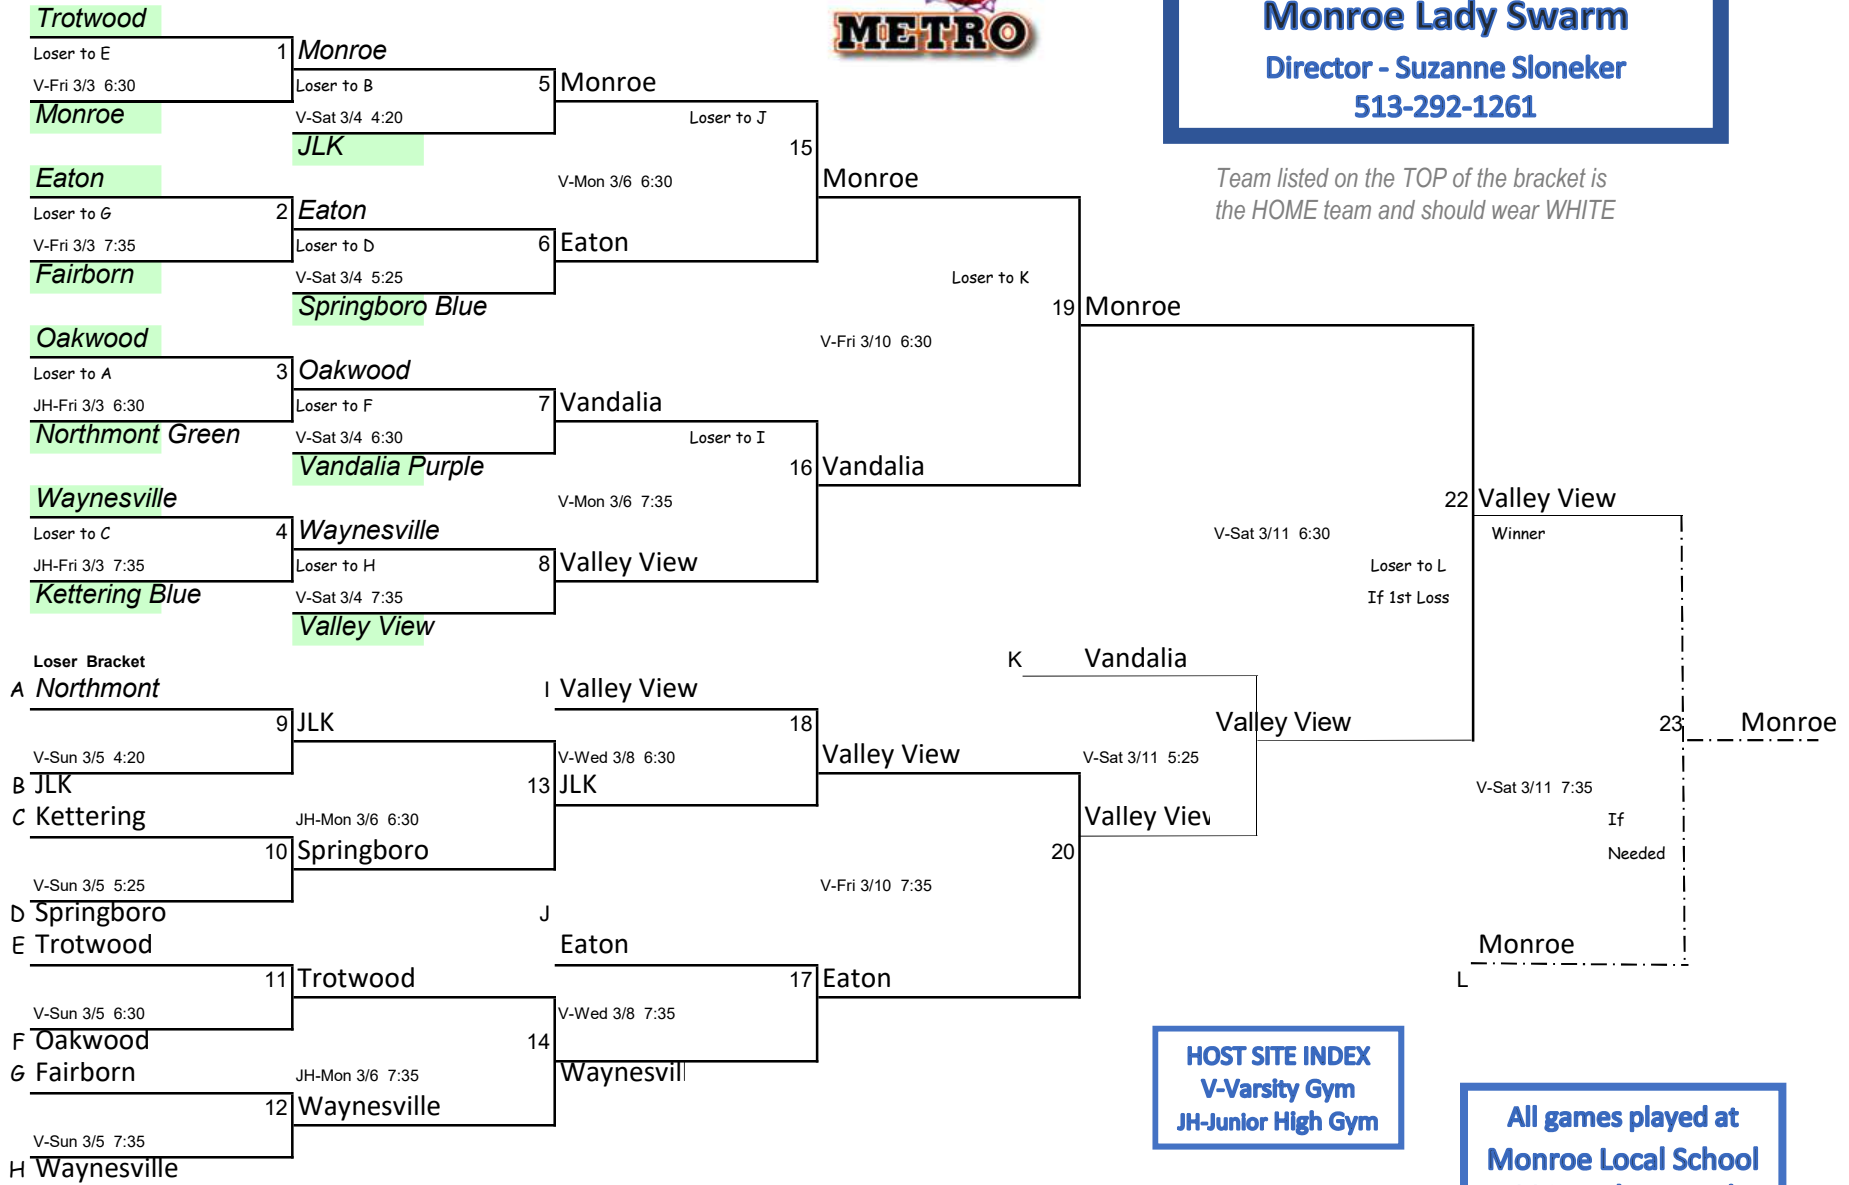 METRO
Monroe Lady Swarm
Director - Suzanne Sloneker
513-292-1261
Team listed on the TOP of the bracket is
the HOME team and should wear WHITE
Trotwood
Loser to E
1
V-Fri 3/3 6:30
Monroe
Monroe
Loser to B
5
V-Sat 3/4 4:20
JLK
Monroe
Loser to J
15
V-Mon 3/6 6:30
Eaton
Loser to G
2
V-Fri 3/3 7:35
Fairborn
Eaton
Loser to D
6
V-Sat 3/4 5:25
Springboro Blue
Eaton
Monroe
Loser to K
19
V-Fri 3/10 6:30
Monroe
Oakwood
Loser to A
3
JH-Fri 3/3 6:30
Northmont Green
Oakwood
Loser to F
7
V-Sat 3/4 6:30
Vandalia Purple
Vandalia
Loser to I
16
V-Mon 3/6 7:35
Vandalia
Waynesville
Loser to C
4
JH-Fri 3/3 7:35
Kettering Blue
Waynesville
Loser to H
8
V-Sat 3/4 7:35
Valley View
Valley View
22
V-Sat 3/11 6:30
Loser to L
If 1st Loss
Valley View
Winner
Loser Bracket
A Northmont
9
V-Sun 3/5 4:20
B JLK
JLK
C Kettering
10
V-Sun 3/5 5:25
D Springboro
Springboro
13
JH-Mon 3/6 6:30
I Valley View
18
V-Wed 3/8 6:30
JLK
Valley View
K Vandalia
Valley View
V-Sat 3/11 5:25
Valley View
20
V-Fri 3/10 7:35
23
Monroe
V-Sat 3/11 7:35
If
Needed
Monroe
L
E Trotwood
11
V-Sun 3/5 6:30
F Oakwood
Trotwood
G Fairborn
12
V-Sun 3/5 7:35
H Waynesville
Waynesville
14
JH-Mon 3/6 7:35
J
Eaton
17
V-Wed 3/8 7:35
Waynesvill
Eaton
HOST SITE INDEX
V-Varsity Gym
JH-Junior High Gym
All games played at
Monroe Local School